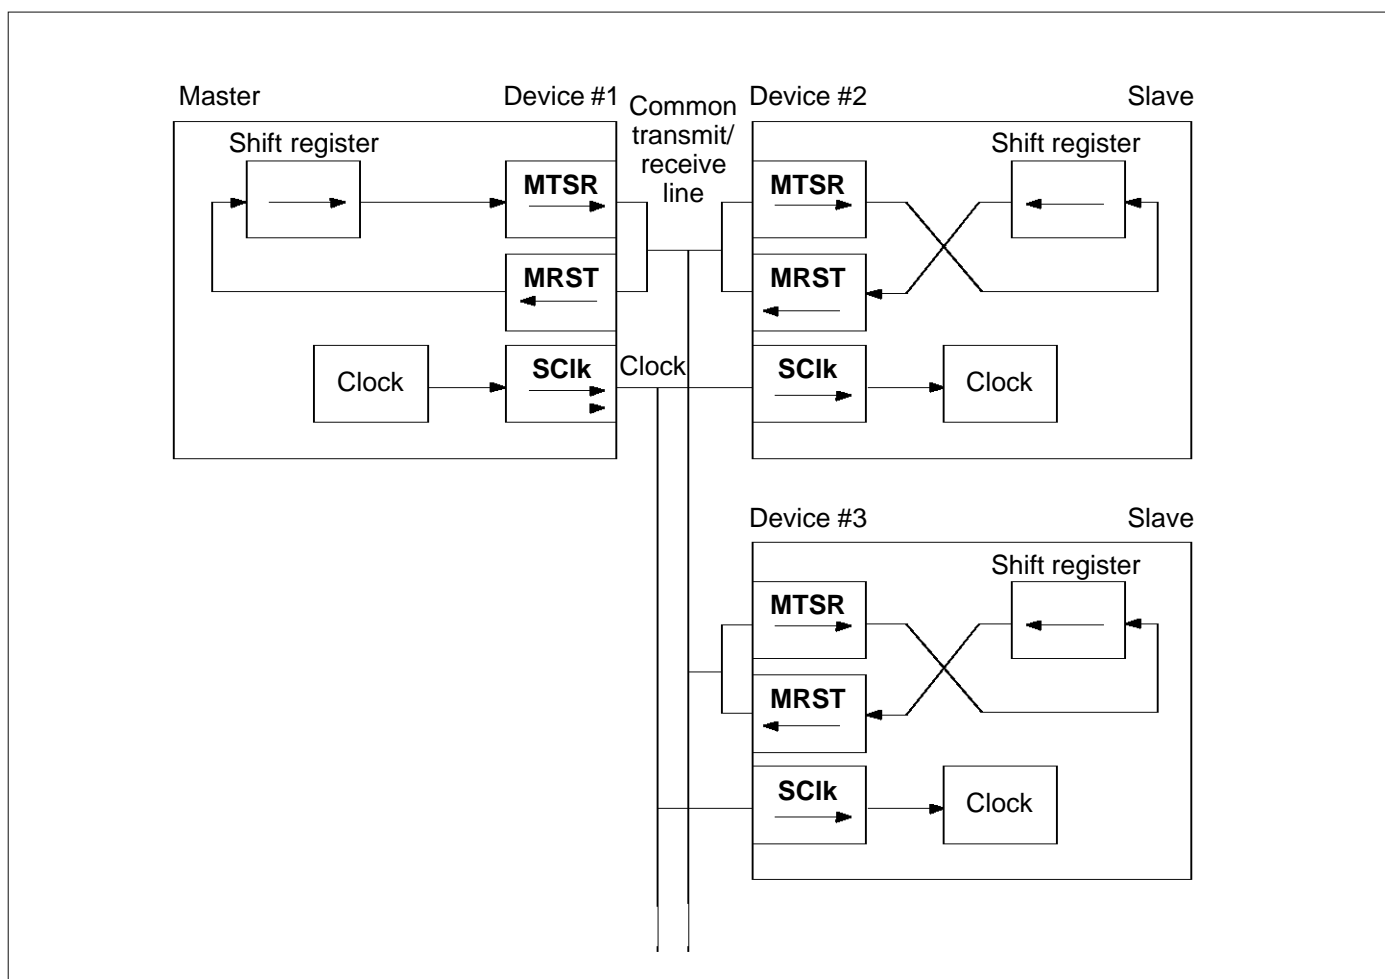 Master
Device #1
Common
transmit/
receive
line
Device #2
Slave
Shift register
MTSR
MRST
Clock
SClk
Clock
MTSR
MRST
SClk
Shift register
Clock
Device #3
Slave
MTSR
MRST
SClk
Shift register
Clock